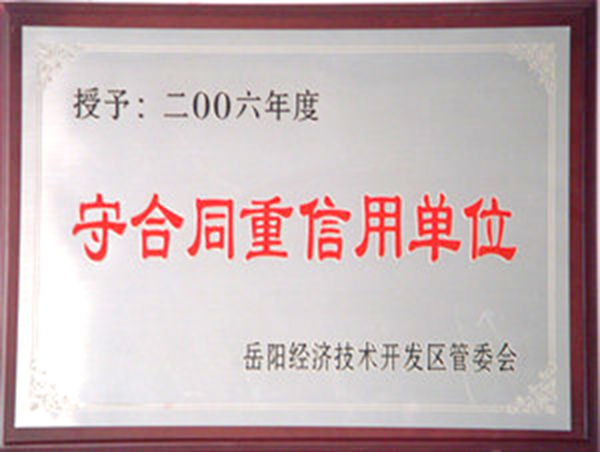 授予：二00六年度
守合同重信用单位
岳阳经济技术开发区管委会